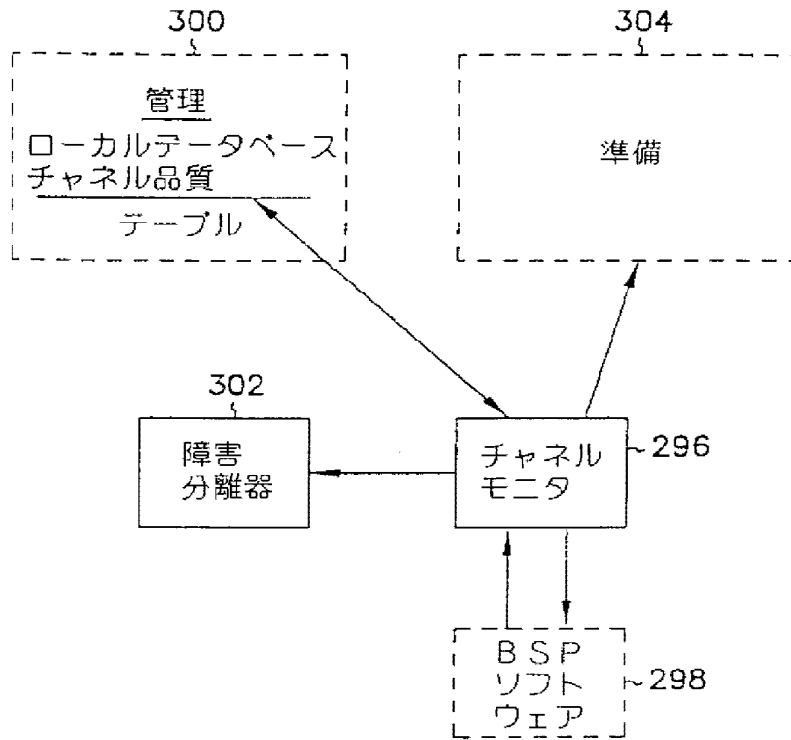 300
管理
ローカルデータベース
チャネル品質
テーブル
304
準備
302
障害
分離器
チャネル
モニタ
296
BSP
ソフト
ウェア
298